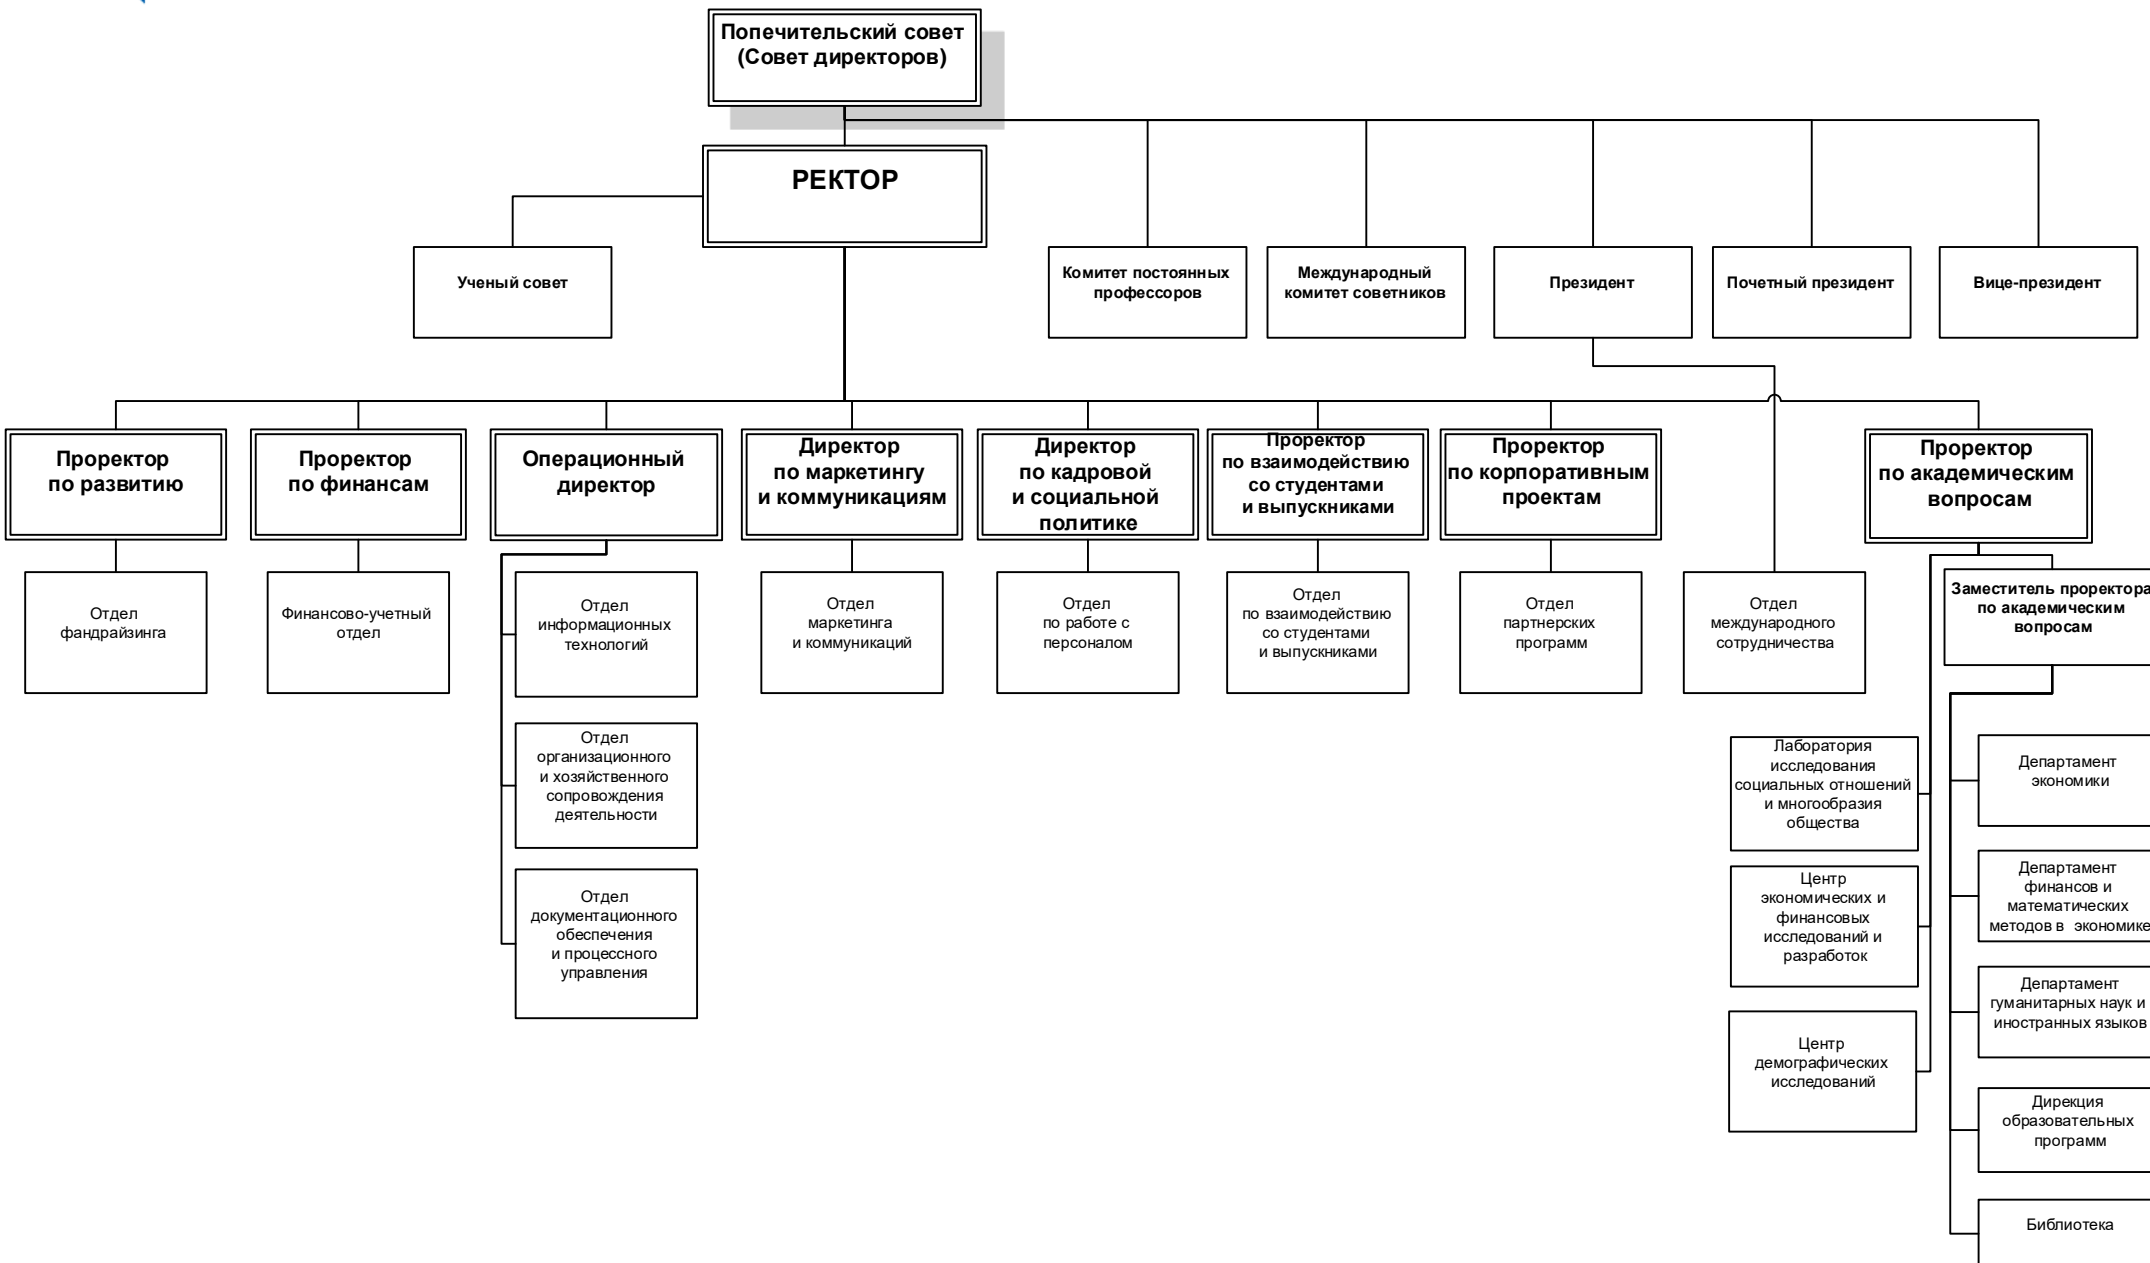 Попечительский совет
(Совет директоров)
РЕКТОР
Ученый совет
Комитет постоянных
профессоров
Международный
комитет советников
Президент
Почетный президент
Вице-президент
Проректор
по развитию
Проректор
по финансам
Операционный
директор
Директор
по маркетингу
и коммуникациям
Директор
по кадровой
и социальной
политике
Проректор
по взаимодействию
со студентами
и выпускниками
Проректор
по корпоративным
проектам
Проректор
по академическим
вопросам
Отдел
фандрайзинга
Финансово-учетный
отдел
Отдел
информационных
технологий
Отдел
маркетинга
и коммуникаций
Отдел
по работе с
персоналом
Отдел
по взаимодействию
со студентами
и выпускниками
Отдел
партнерских
программ
Отдел
международного
сотрудничества
Заместитель проректора
по академическим
вопросам
Отдел
организационного
и хозяйственного
сопровождения
деятельности
Отдел
документационного
обеспечения
и процессного
управления
Лаборатория
исследования
социальных отношений
и многообразия
общества
Центр
экономических и
финансовых
исследований и
разработок
Центр
демографических
исследований
Департамент
экономики
Департамент
финансов и
математических
методов в экономике
Департамент
гуманитарных наук и
иностранных языков
Дирекция
образовательных
программ
Библиотека